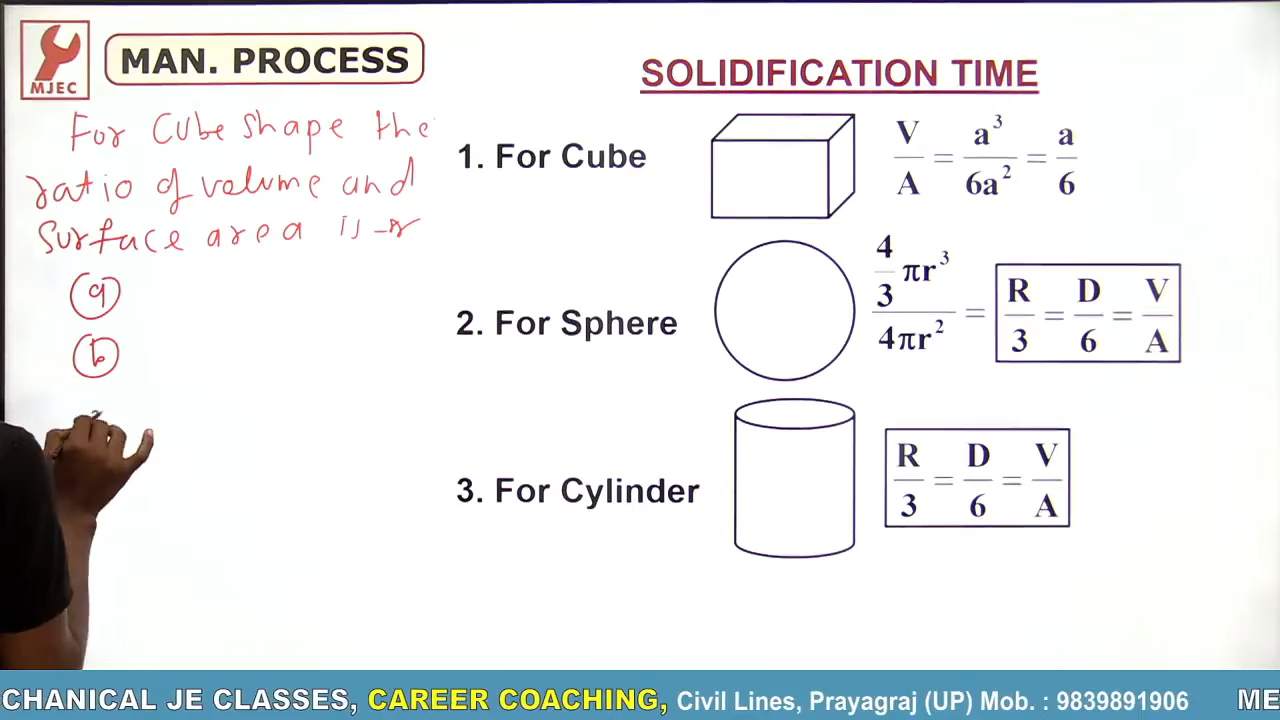 MJEC
MAN. PROCESS
For Cube shape the
ratio of volume and
Surface area is
a
b
SOLIDIFICATION TIME
1. For Cube
V/A = a³/6a² = a/6
2. For Sphere
4/3 πr³ / 4πr² = R/3 = D/6 = V/A
3. For Cylinder
R/3 = D/6 = V/A
CHANICAL JE CLASSES, CAREER COACHING, Civil Lines, Prayagraj (UP) Mob. : 9839891906 ME